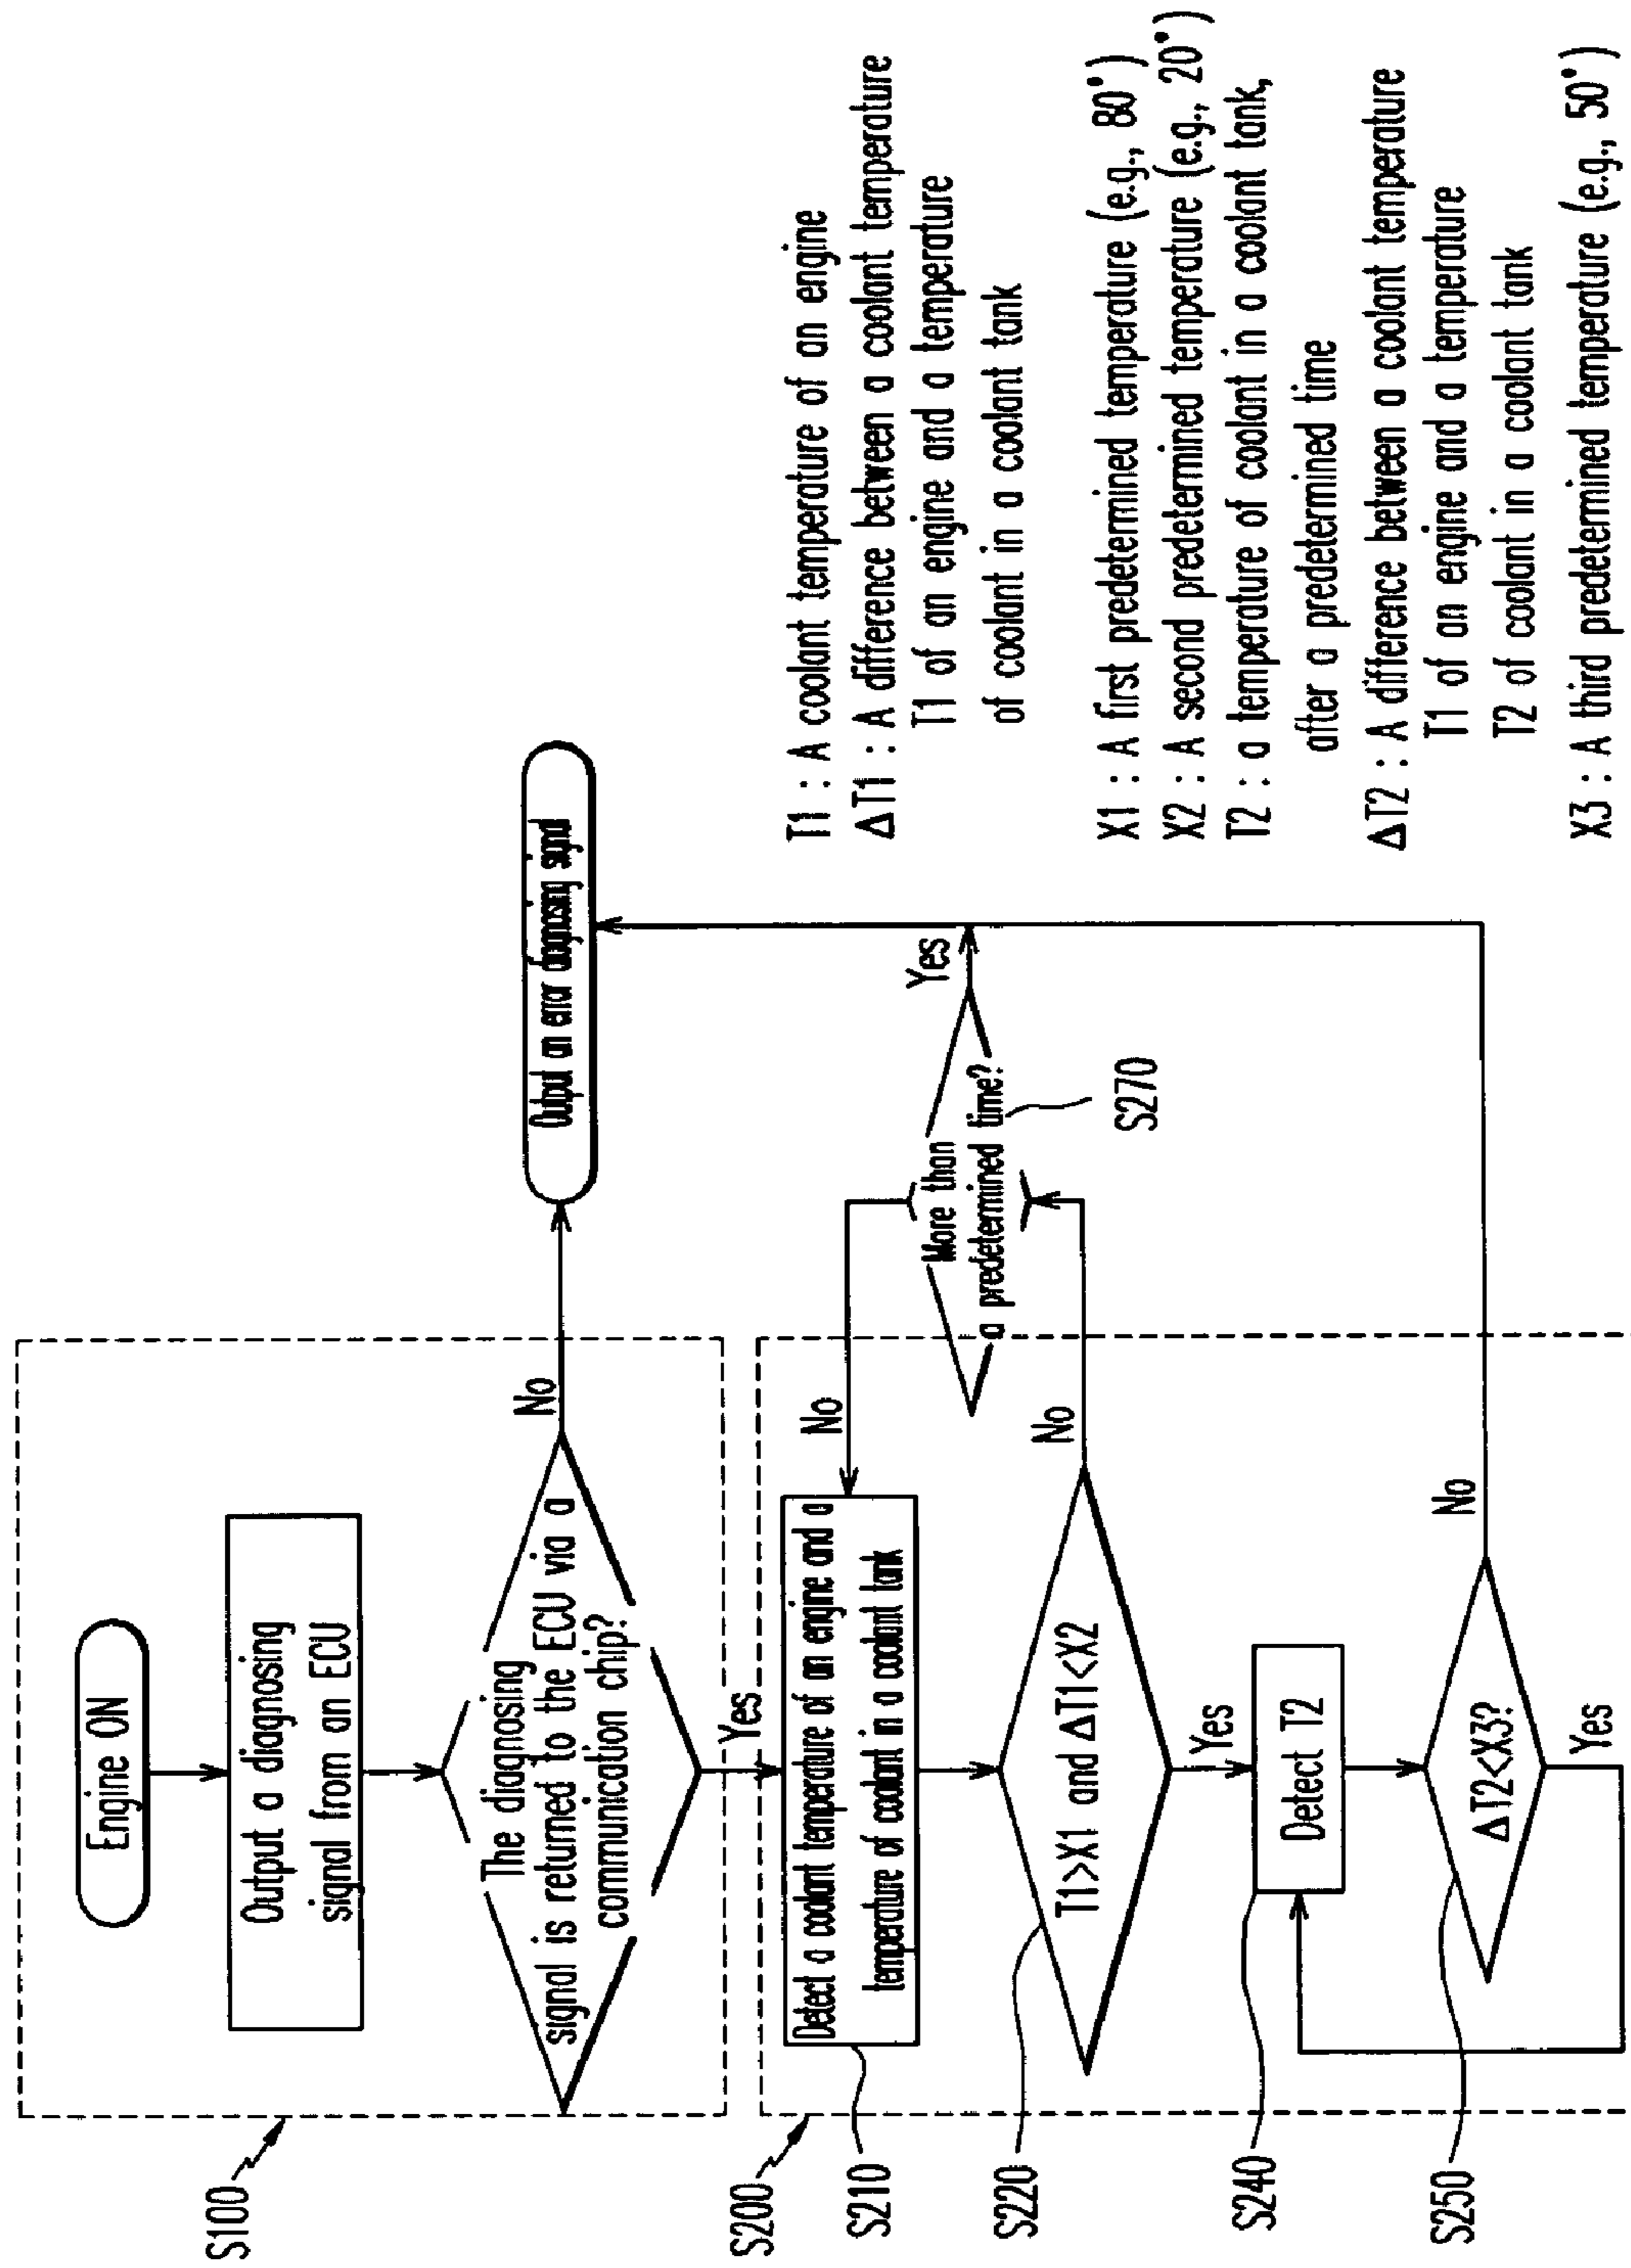 S100
Engine ON
Output a diagnosing
signal from an ECU
The diagnosing
signal is returned to the ECU via a
communication chip?
No
Output an error diagnosing signal
Yes
S200
S210
Detect a coolant temperature of an engine and a
temperature of coolant in a coolant tank
No
More than
a predetermined time?
Yes
S270
S220
T1>X1 and ΔT1<X2
No
Yes
S240
Detect T2
S250
ΔT2<X3?
No
Yes
T1 : A coolant temperature of an engine
ΔT1 : A difference between a coolant temperature
T1 of an engine and a temperature
of coolant in a coolant tank
X1 : A first predetermined temperature (e.g., 80°)
X2 : A second predetermined temperature (e.g., 20°)
T2 : a temperature of coolant in a coolant tank,
after a predetermined time
ΔT2 : A difference between a coolant temperature
T1 of an engine and a temperature
T2 of coolant in a coolant tank
X3 : A third predetermined temperature (e.g., 50°)